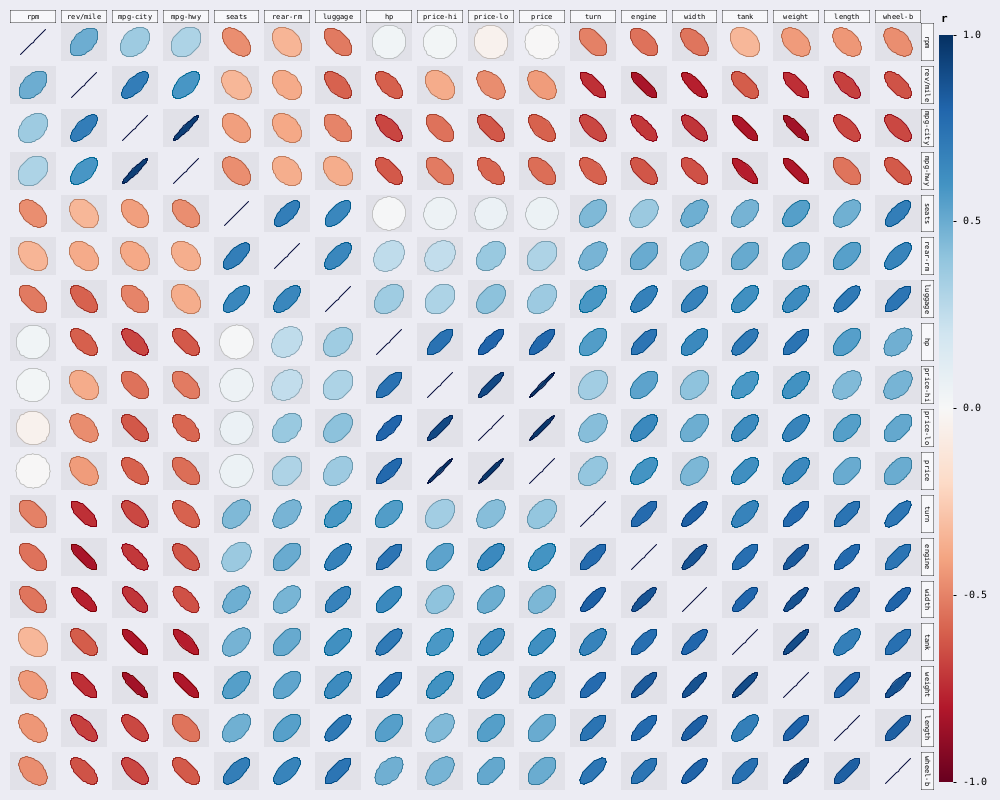 rpm rev/mile mpg-city mpg-hwy seats rear-rm luggage hp price-hi price-lo price turn engine width tank weight length wheel-b r
rpm
rev/mile
mpg-city
mpg-hwy
seats
rear-rm
luggage
hp
price-hi
price-lo
price
turn
engine
width
tank
weight
length
wheel-b
1.0
0.5
0.0
-0.5
-1.0